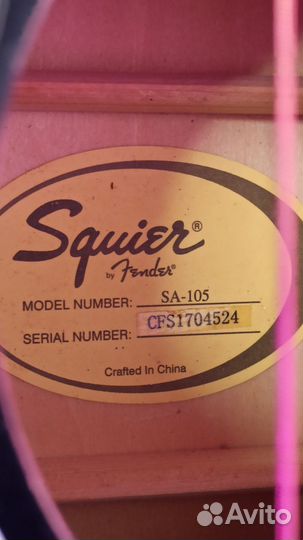 Squier®
by Fender®
MODEL NUMBER: SA-105
SERIAL NUMBER: CFS1704524
Crafted In China
Avito